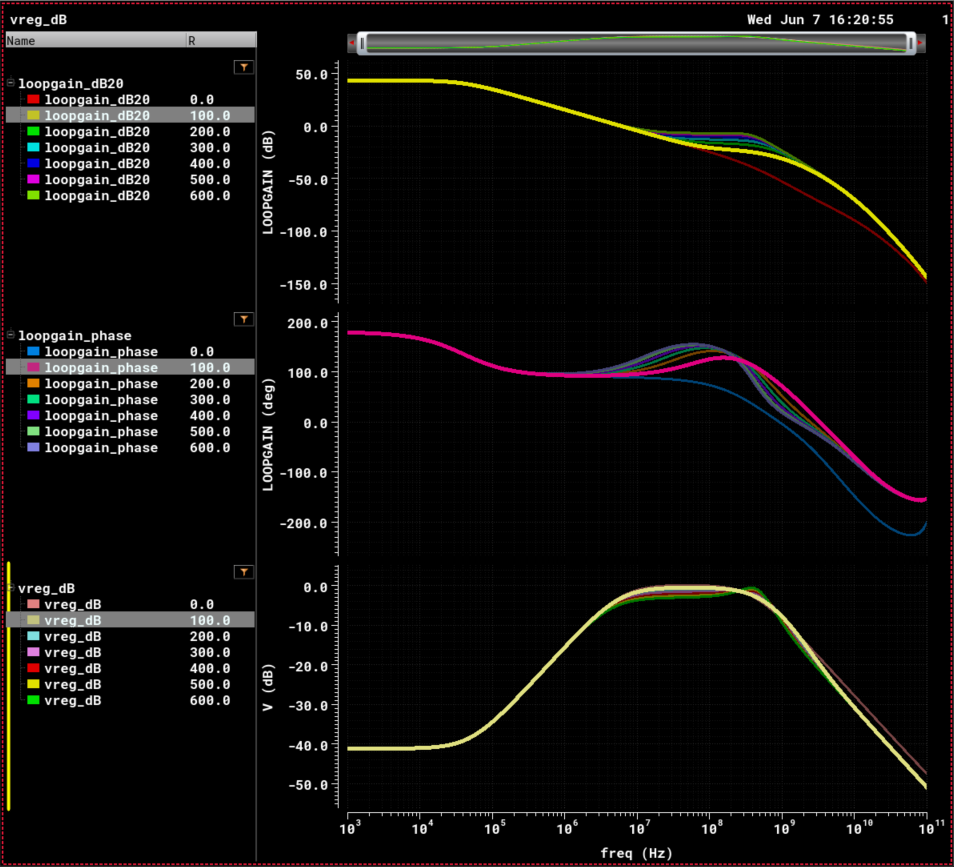 vreg_dB
Wed Jun 7 16:20:55 1
Name R
loopgain_dB20
loopgain_dB20 0.0
loopgain_dB20 100.0
loopgain_dB20 200.0
loopgain_dB20 300.0
loopgain_dB20 400.0
loopgain_dB20 500.0
loopgain_dB20 600.0
LOOPGAIN (dB)
50.0
0.0
-50.0
-100.0
-150.0
loopgain_phase
loopgain_phase 0.0
loopgain_phase 100.0
loopgain_phase 200.0
loopgain_phase 300.0
loopgain_phase 400.0
loopgain_phase 500.0
loopgain_phase 600.0
LOOPGAIN (deg)
200.0
100.0
0.0
-100.0
-200.0
vreg_dB
vreg_dB 0.0
vreg_dB 100.0
vreg_dB 200.0
vreg_dB 300.0
vreg_dB 400.0
vreg_dB 500.0
vreg_dB 600.0
V (dB)
0.0
-10.0
-20.0
-30.0
-40.0
-50.0
10³ 10⁴ 10⁵ 10⁶ 10⁷ 10⁸ 10⁹ 10¹⁰ 10¹¹
freq (Hz)